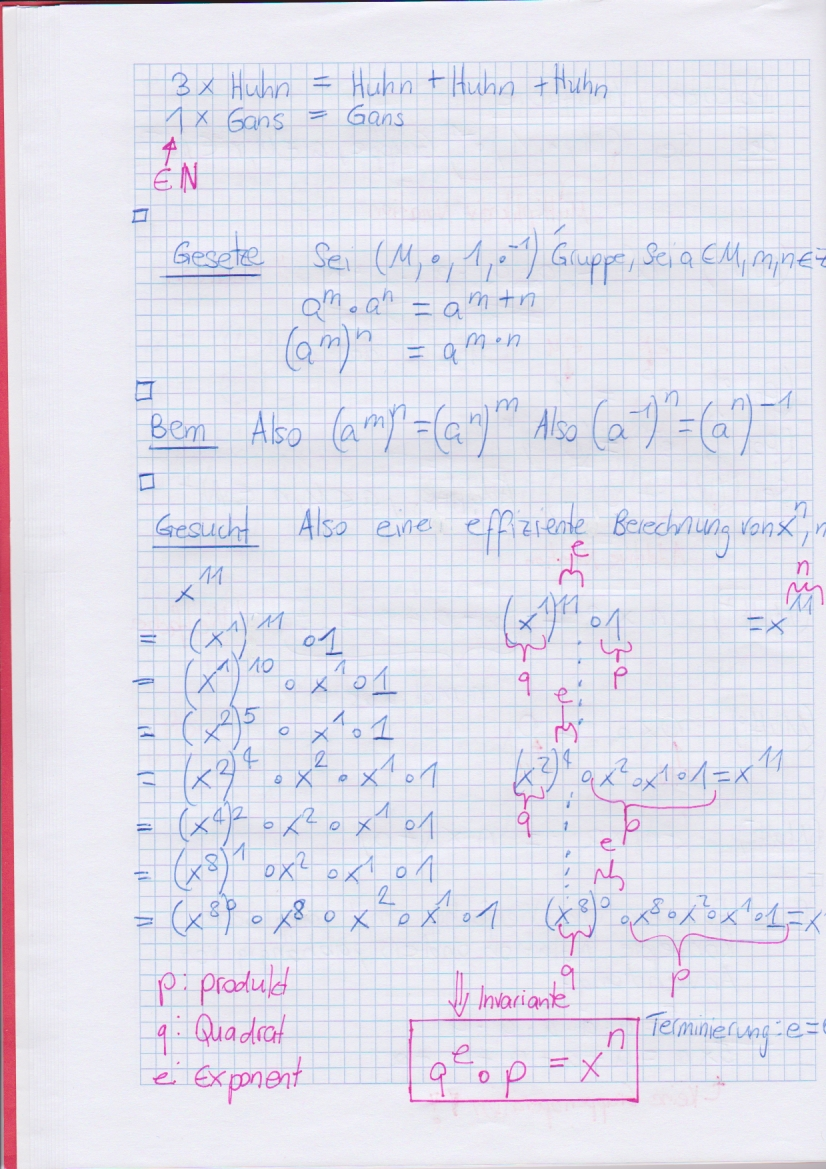 3 x Huhn = Huhn + Huhn + Huhn
1 x Gans = Gans
↑
∈ N
Gesetze Sei (M, ∘, 1, ∘⁻¹) Gruppe, Sei a ∈ M, m, n ∈ Z
aᵐ ∘ aⁿ = aᵐ⁺ⁿ
(aᵐ)ⁿ = aᵐ·ⁿ
Bem Also (aᵐ)ⁿ = (aⁿ)ᵐ Also (a⁻¹)ⁿ = (aⁿ)⁻¹
Gesucht Also eine effiziente Berechnung von xⁿ, n
x¹¹
e n
= (x¹)¹¹ ∘ 1 (x¹)¹¹ ∘ 1 = x¹¹
q p
= (x¹)¹⁰ ∘ x¹ ∘ 1
e
= (x²)⁵ ∘ x¹ ∘ 1
= (x²)⁴ ∘ x² ∘ x¹ ∘ 1 (x²)⁴ ∘ x² ∘ x¹ ∘ 1 = x¹¹
q p
= (x⁴)² ∘ x² ∘ x¹ ∘ 1
e
= (x⁸)¹ ∘ x² ∘ x¹ ∘ 1
= (x⁸)⁰ ∘ x⁸ ∘ x² ∘ x¹ ∘ 1 (x⁸)⁰ ∘ x⁸ ∘ x² ∘ x¹ ∘ 1 = x
q p
p: Produkt
q: Quadrat
e: Exponent
⇓ Invariante
qᵉ ∘ p = xⁿ
Terminierung: e =